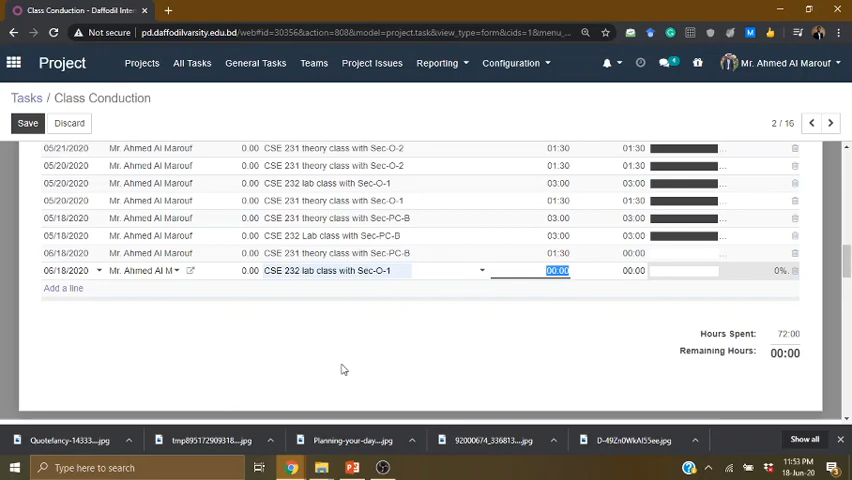 Class Conduction - Daffodil Inter
Not secure | pd.daffodilvarsity.edu.bd/web#id=30356&action=808&model=project.task&view_type=form&cids=1&menu_
Project Projects All Tasks General Tasks Teams Project Issues Reporting Configuration 4 Mr. Ahmed Al Marouf
Tasks / Class Conduction
Save Discard 2 / 16
05/21/2020 Mr. Ahmed Al Marouf 0.00 CSE 231 theory class with Sec-O-2 01:30 01:30 ...
05/20/2020 Mr. Ahmed Al Marouf 0.00 CSE 231 theory class with Sec-O-2 01:30 01:30 ...
05/20/2020 Mr. Ahmed Al Marouf 0.00 CSE 232 lab class with Sec-O-1 03:00 03:00 ...
05/20/2020 Mr. Ahmed Al Marouf 0.00 CSE 231 theory class with Sec-O-1 01:30 01:30 ...
05/18/2020 Mr. Ahmed Al Marouf 0.00 CSE 231 theory class with Sec-PC-B 03:00 03:00 ...
05/18/2020 Mr. Ahmed Al Marouf 0.00 CSE 232 Lab class with Sec-PC-B 03:00 03:00 ...
06/18/2020 Mr. Ahmed Al Marouf 0.00 CSE 231 theory class with Sec-PC-B 01:30 00:00 ...
06/18/2020 Mr. Ahmed Al M 0.00 CSE 232 lab class with Sec-O-1 00:00 00:00 0%
Add a line
Hours Spent: 72:00
Remaining Hours: 00:00
Quotefancy-14333....jpg tmp895172909318....jpg Planning-your-day....jpg 92000674_336813....jpg D-49Zn0WkAI55ee.jpg Show all
Type here to search
11:53 PM
18-Jun-20
3